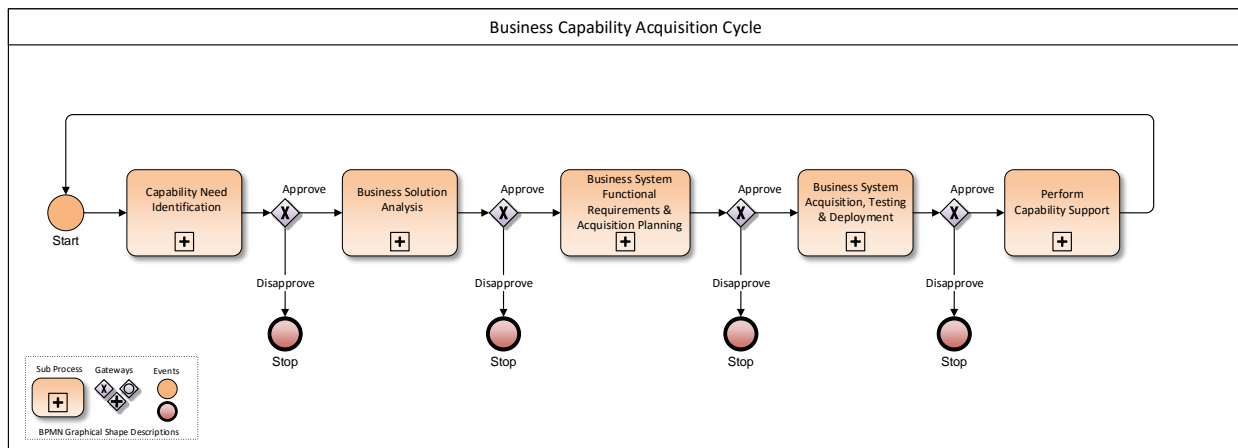 Business Capability Acquisition Cycle
Start
Capability Need
Identification
Approve
Disapprove
Stop
Business Solution
Analysis
Approve
Disapprove
Stop
Business System
Functional
Requirements &
Acquisition Planning
Approve
Disapprove
Stop
Business System
Acquisition, Testing
& Deployment
Approve
Disapprove
Stop
Perform
Capability Support
Sub Process
Gateways
Events
BPMN Graphical Shape Descriptions